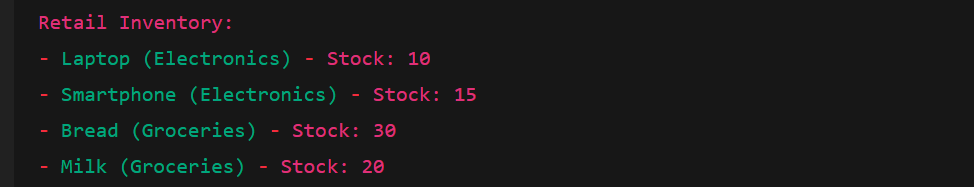 Retail Inventory:
- Laptop (Electronics) - Stock: 10
- Smartphone (Electronics) - Stock: 15
- Bread (Groceries) - Stock: 30
- Milk (Groceries) - Stock: 20